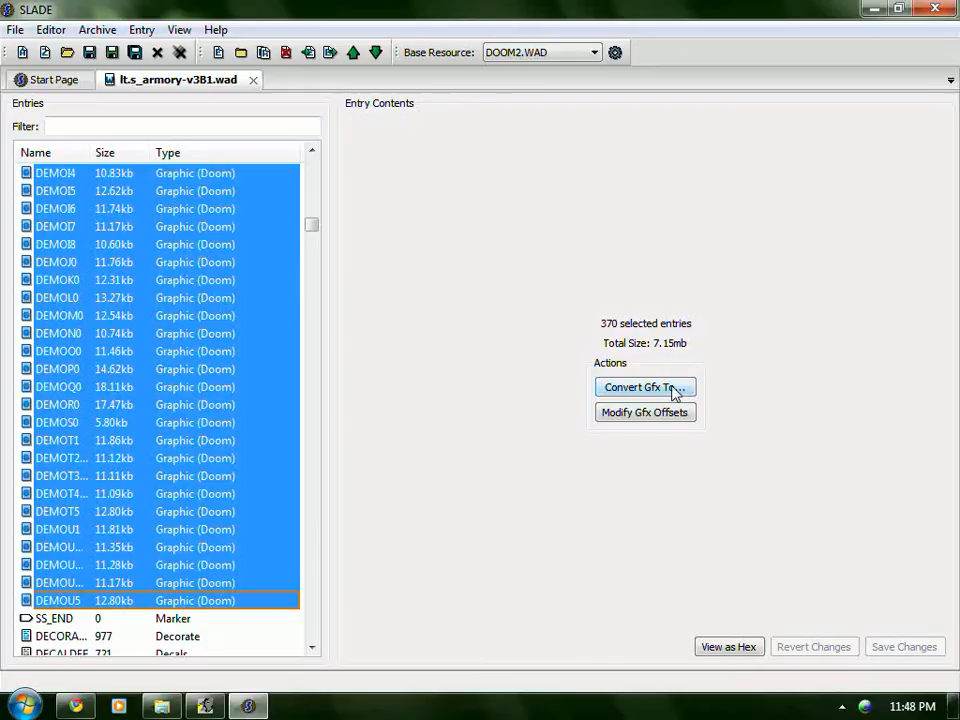 SLADE
File Editor Archive Entry View Help
Base Resource: DOOM2.WAD
Start Page lt.s_armory-v3B1.wad
Entries
Entry Contents
Filter:
Name Size Type
DEMOI4 10.83kb Graphic (Doom)
DEMOI5 12.62kb Graphic (Doom)
DEMOI6 11.74kb Graphic (Doom)
DEMOI7 11.17kb Graphic (Doom)
DEMOI8 10.60kb Graphic (Doom)
DEMOJ0 11.76kb Graphic (Doom)
DEMOK0 12.31kb Graphic (Doom)
DEMOL0 13.27kb Graphic (Doom)
DEMOM0 12.54kb Graphic (Doom)
DEMON0 10.74kb Graphic (Doom)
DEMOO0 11.46kb Graphic (Doom)
DEMOP0 14.62kb Graphic (Doom)
DEMOQ0 18.11kb Graphic (Doom)
DEMOR0 17.47kb Graphic (Doom)
DEMOS0 5.80kb Graphic (Doom)
DEMOT1 11.86kb Graphic (Doom)
DEMOT2... 11.12kb Graphic (Doom)
DEMOT3... 11.11kb Graphic (Doom)
DEMOT4... 11.09kb Graphic (Doom)
DEMOT5 12.80kb Graphic (Doom)
DEMOU1 11.81kb Graphic (Doom)
DEMOU... 11.35kb Graphic (Doom)
DEMOU... 11.28kb Graphic (Doom)
DEMOU... 11.17kb Graphic (Doom)
DEMOU5 12.80kb Graphic (Doom)
SS_END 0 Marker
DECORA... 977 Decorate
DECALDEF 721 Decals
370 selected entries
Total Size: 7.15mb
Actions
Convert Gfx To...
Modify Gfx Offsets
View as Hex Revert Changes Save Changes
11:48 PM